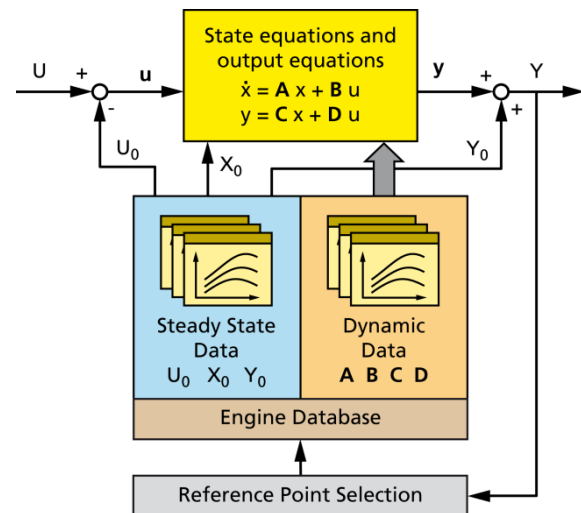 State equations and
output equations
ẋ = A x + B u
y = C x + D u
U
+
u
-
y
+
Y
+
U₀
X₀
Y₀
Steady State
Data
U₀ X₀ Y₀
Dynamic
Data
A B C D
Engine Database
Reference Point Selection